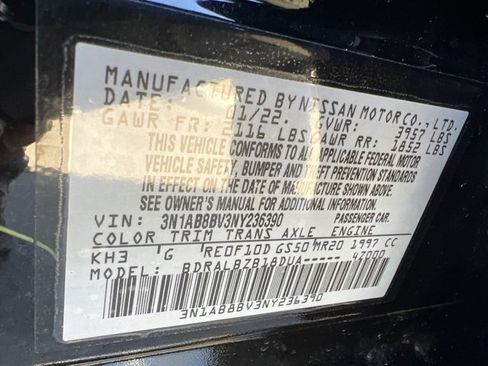 MANUFACTURED BY NISSAN MOTOR CO., LTD.
DATE: 01/22. GVWR: 3957 LBS
GAWR FR: 2116 LBS GAWR RR: 1852 LBS
THIS VEHICLE CONFORMS TO ALL APPLICABLE FEDERAL MOTOR
VEHICLE SAFETY, BUMPER AND THEFT PREVENTION STANDARDS
IN EFFECT ON THE DATE OF MANUFACTURE SHOWN ABOVE.
SEE OWNER'S MANUAL FOR ADDITIONAL INFORMATION
VIN: 3N1AB8BV3NY236390 PASSENGER CAR.
COLOR TRIM TRANS AXLE ENGINE
KH3 'G RE0F10D GS50 MR20 1997 CC
MODEL: BDRALBZB18DUA----- 4Z000
3N1AB8BV3NY236390